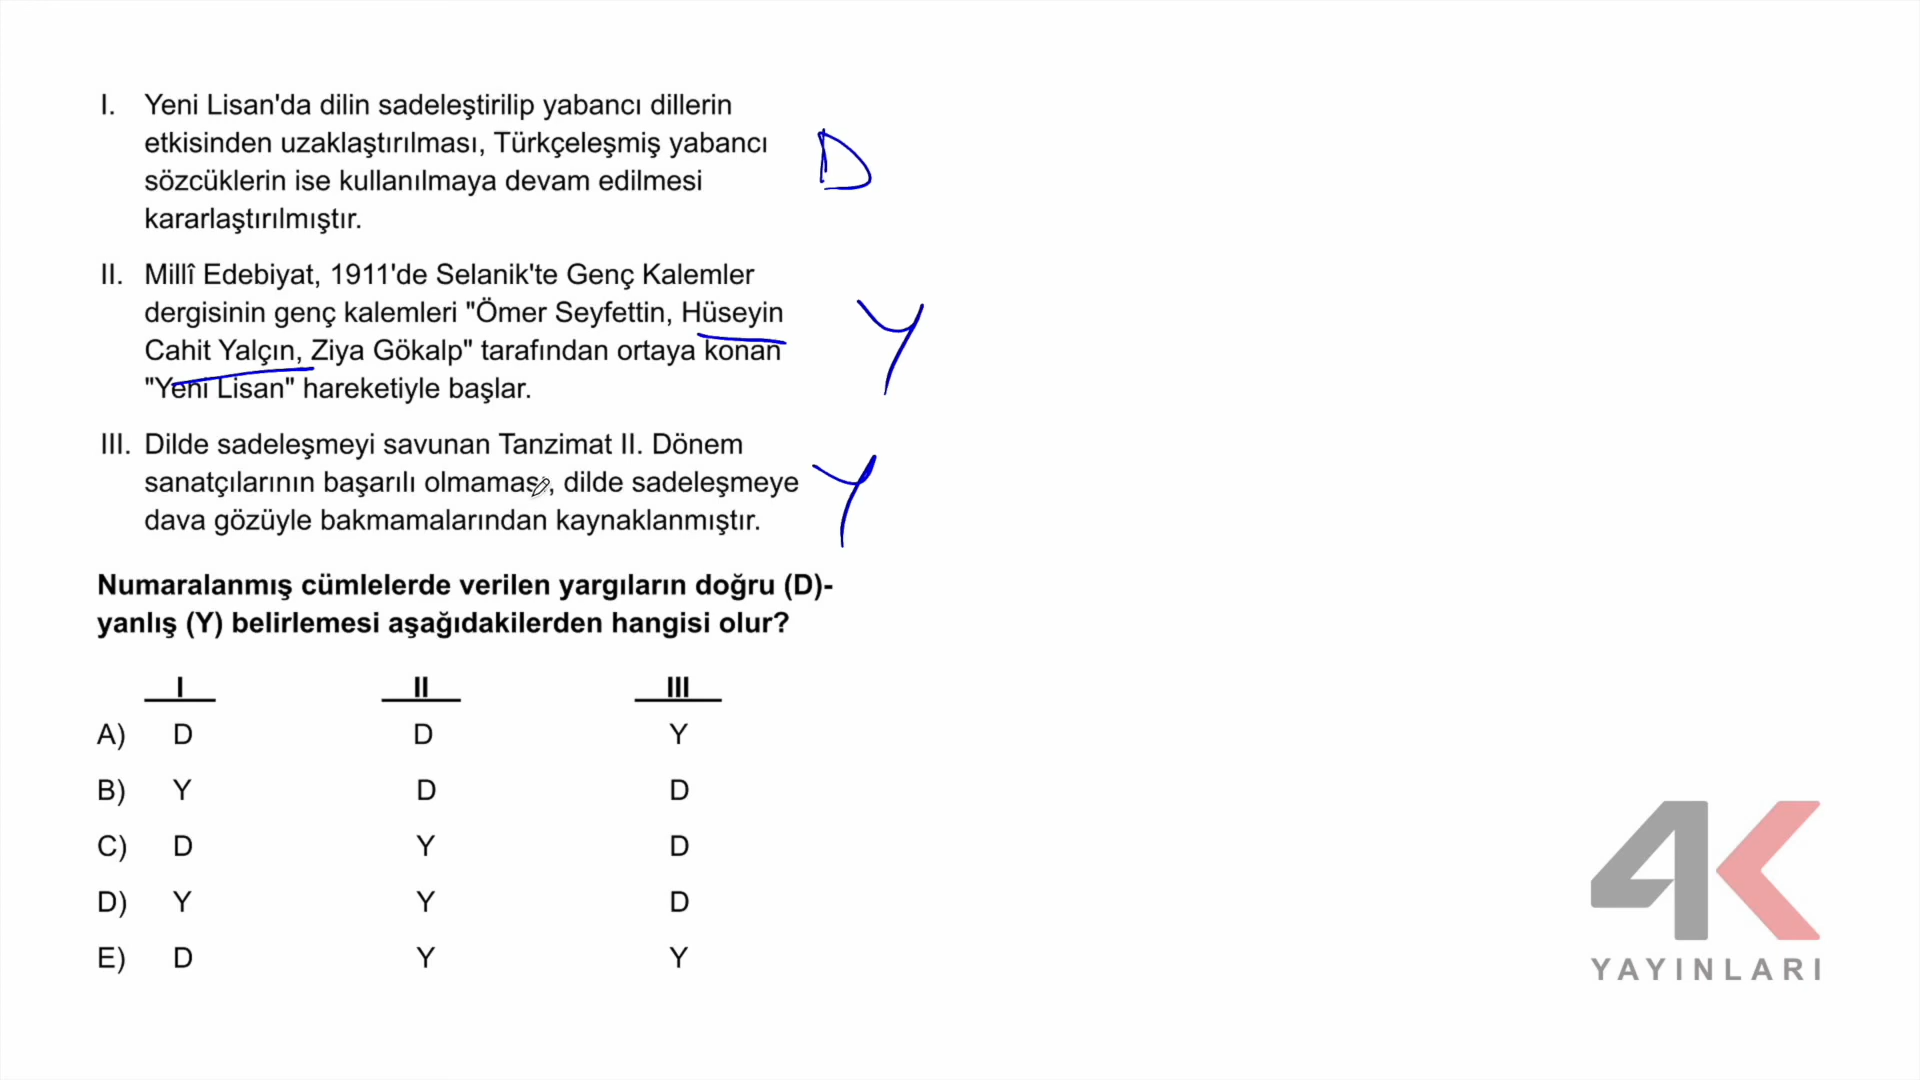 I. Yeni Lisan'da dilin sadeleştirilip yabancı dillerin
etkisinden uzaklaştırılması, Türkçeleşmiş yabancı
sözcüklerin ise kullanılmaya devam edilmesi
kararlaştırılmıştır.
D
II. Millî Edebiyat, 1911'de Selanik'te Genç Kalemler
dergisinin genç kalemleri "Ömer Seyfettin, Hüseyin
Cahit Yalçın, Ziya Gökalp" tarafından ortaya konan
"Yeni Lisan" hareketiyle başlar.
Y
III. Dilde sadeleşmeyi savunan Tanzimat II. Dönem
sanatçılarının başarılı olmaması, dilde sadeleşmeye
dava gözüyle bakmamalarından kaynaklanmıştır.
Y
Numaralanmış cümlelerde verilen yargıların doğru (D)-
yanlış (Y) belirlemesi aşağıdakilerden hangisi olur?
I II III
A) D D Y
B) Y D D
C) D Y D
D) Y Y D
E) D Y Y
4K
YAYINLARI